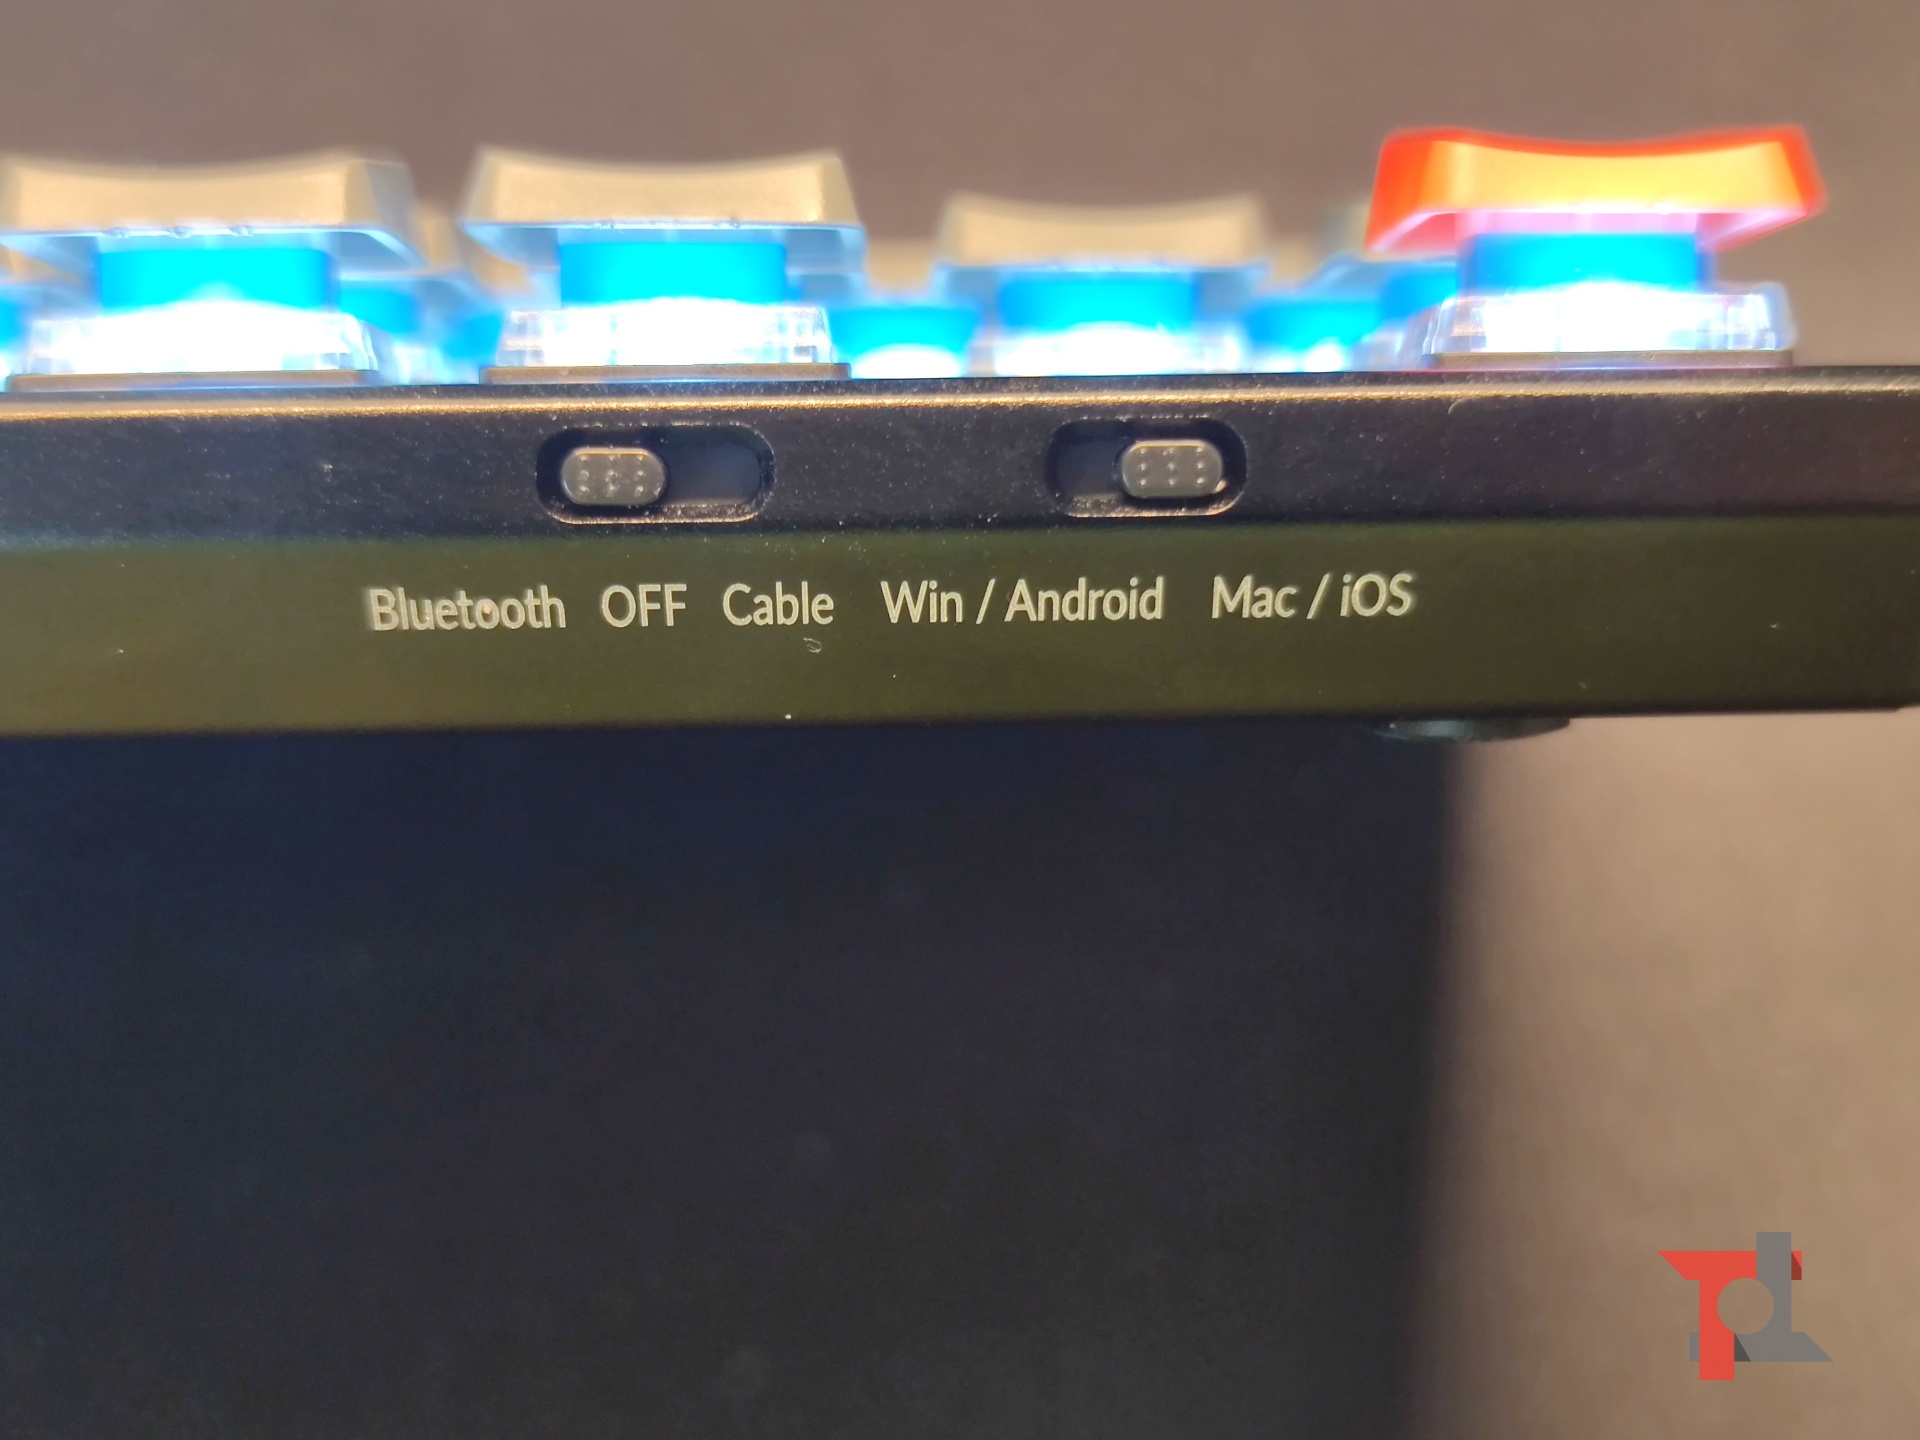 Bluetooth OFF Cable Win / Android Mac / iOS